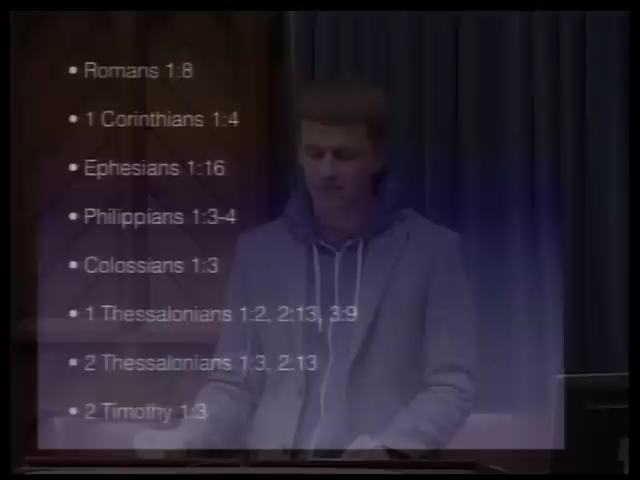 • Romans 1:8
• 1 Corinthians 1:4
• Ephesians 1:16
• Philippians 1:3-4
• Colossians 1:3
• 1 Thessalonians 1:2, 2:13, 3:9
• 2 Thessalonians 1:3, 2:13
• 2 Timothy 1:3